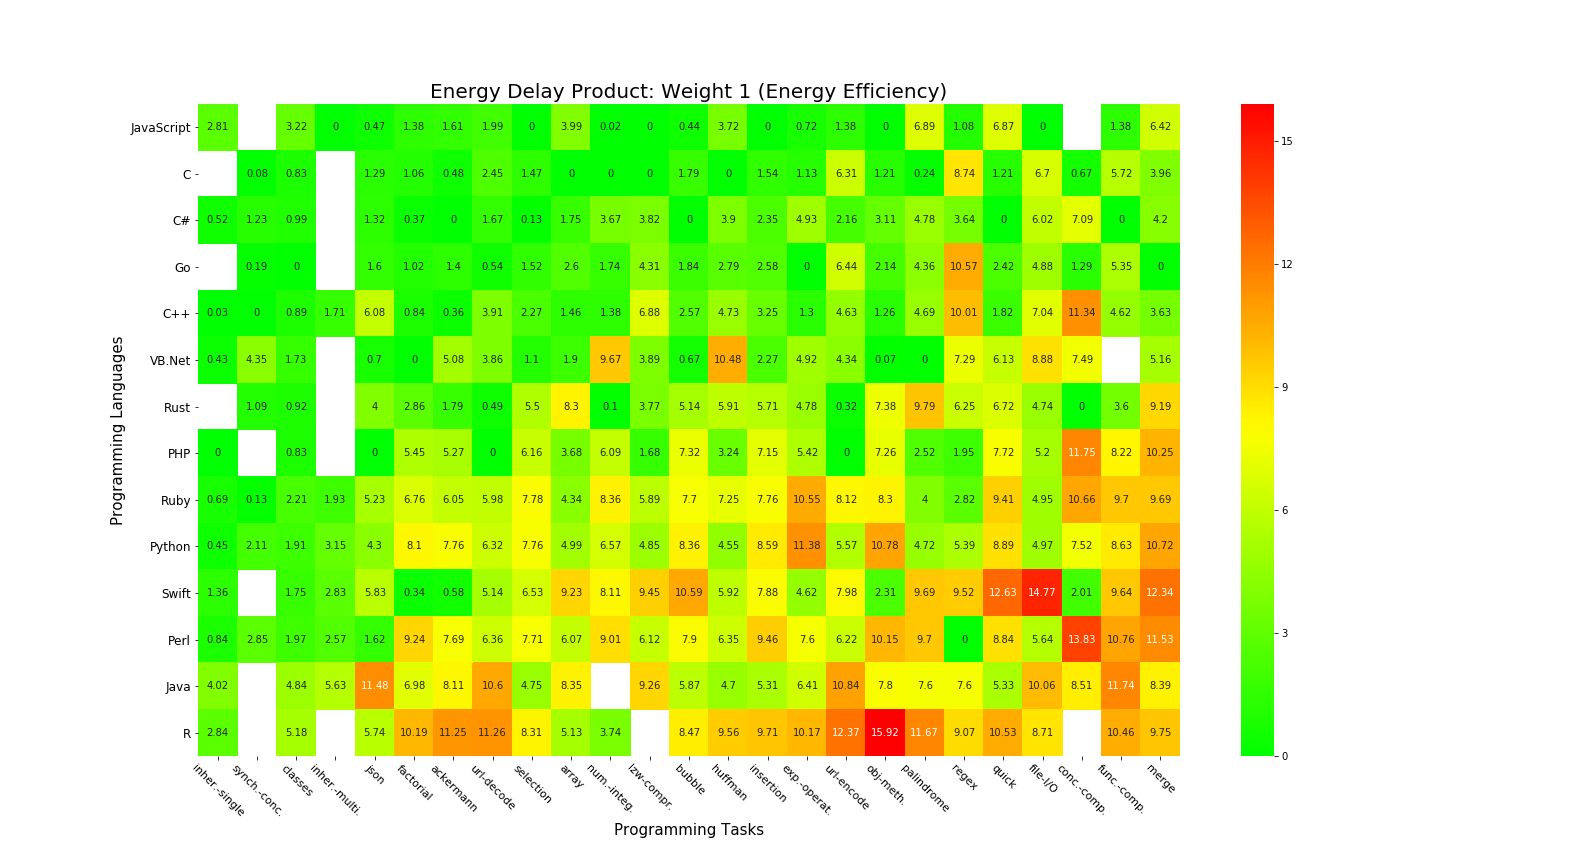 Energy Delay Product: Weight 1 (Energy Efficiency)
JavaScript 2.81 3.22 0 0.47 1.38 1.61 1.99 0 3.99 0.02 0 0.44 3.72 0 0.72 1.38 0 6.89 1.08 6.87 0 1.38 6.42
C 0.08 0.83 1.29 1.06 0.48 2.45 1.47 0 0 0 1.79 0 1.54 1.13 6.31 1.21 0.24 8.74 1.21 6.7 0.67 5.72 3.96
C# 0.52 1.23 0.99 1.32 0.37 0 1.67 0.13 1.75 3.67 3.82 0 3.9 2.35 4.93 2.16 3.11 4.78 3.64 0 6.02 7.09 0 4.2
Go 0.19 0 1.6 1.02 1.4 0.54 1.52 2.6 1.74 4.31 1.84 2.79 2.58 0 6.44 2.14 4.36 10.57 2.42 4.88 1.29 5.35 0
C++ 0.03 0 0.89 1.71 6.08 0.84 0.36 3.91 2.27 1.46 1.38 6.88 2.57 4.73 3.25 1.3 4.63 1.26 4.69 10.01 1.82 7.04 11.34 4.62 3.63
VB.Net 0.43 4.35 1.73 0.7 0 5.08 3.86 1.1 1.9 9.67 3.89 0.67 10.48 2.27 4.92 4.34 0.07 0 7.29 6.13 8.88 7.49 5.16
Rust 1.09 0.92 4 2.86 1.79 0.49 5.5 8.3 0.1 3.77 5.14 5.91 5.71 4.78 0.32 7.38 9.79 6.25 6.72 4.74 0 3.6 9.19
PHP 0 0.83 0 5.45 5.27 0 6.16 3.68 6.09 1.68 7.32 3.24 7.15 5.42 0 7.26 2.52 1.95 7.72 5.2 11.75 8.22 10.25
Ruby 0.69 0.13 2.21 1.93 5.23 6.76 6.05 5.98 7.78 4.34 8.36 5.89 7.7 7.25 7.76 10.55 8.12 8.3 4 2.82 9.41 4.95 10.66 9.7 9.69
Python 0.45 2.11 1.91 3.15 4.3 8.1 7.76 6.32 7.76 4.99 6.57 4.85 8.36 4.55 8.59 11.38 5.57 10.78 4.72 5.39 8.89 4.97 7.52 8.63 10.72
Swift 1.36 1.75 2.83 5.83 0.34 0.58 5.14 6.53 9.23 8.11 9.45 10.59 5.92 7.88 4.62 7.98 2.31 9.69 9.52 12.63 14.77 2.01 9.64 12.34
Perl 0.84 2.85 1.97 2.57 1.62 9.24 7.69 6.36 7.71 6.07 9.01 6.12 7.9 6.35 9.46 7.6 6.22 10.15 9.7 0 8.84 5.64 13.83 10.76 11.53
Java 4.02 4.84 5.63 11.48 6.98 8.11 10.6 4.75 8.35 9.26 5.87 4.7 5.31 6.41 10.84 7.8 7.6 7.6 5.33 10.06 8.51 11.74 8.39
R 2.84 5.18 5.74 10.19 11.25 11.26 8.31 5.13 3.74 8.47 9.56 9.71 10.17 12.37 15.92 11.67 9.07 10.53 8.71 10.46 9.75
Programming Languages
inher.-single synch.-conc. classes inher.-multi. json factorial ackermann url-decode selection array num.-integ. lzw-compr. bubble huffman insertion exp.-operat. url-encode obj-meth. palindrome regex quick file-I/O conc.-comp. func.-comp. merge
Programming Tasks
15
12
9
6
3
0